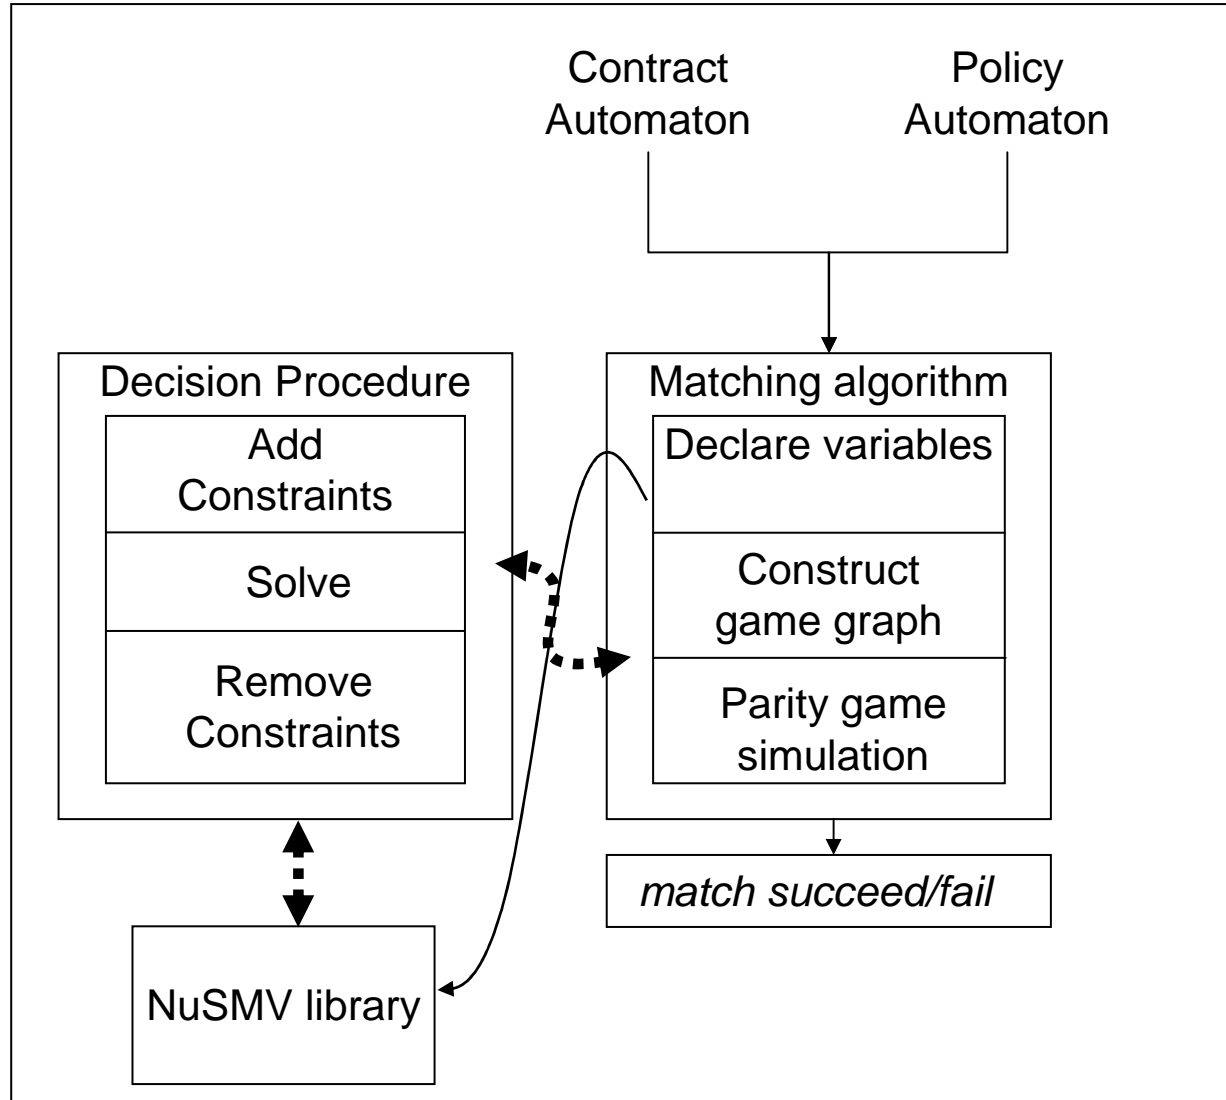 Contract
Automaton
Policy
Automaton
Decision Procedure
Add
Constraints
Solve
Remove
Constraints
NuSMV library
Matching algorithm
Declare variables
Construct
game graph
Parity game
simulation
match succeed/fail